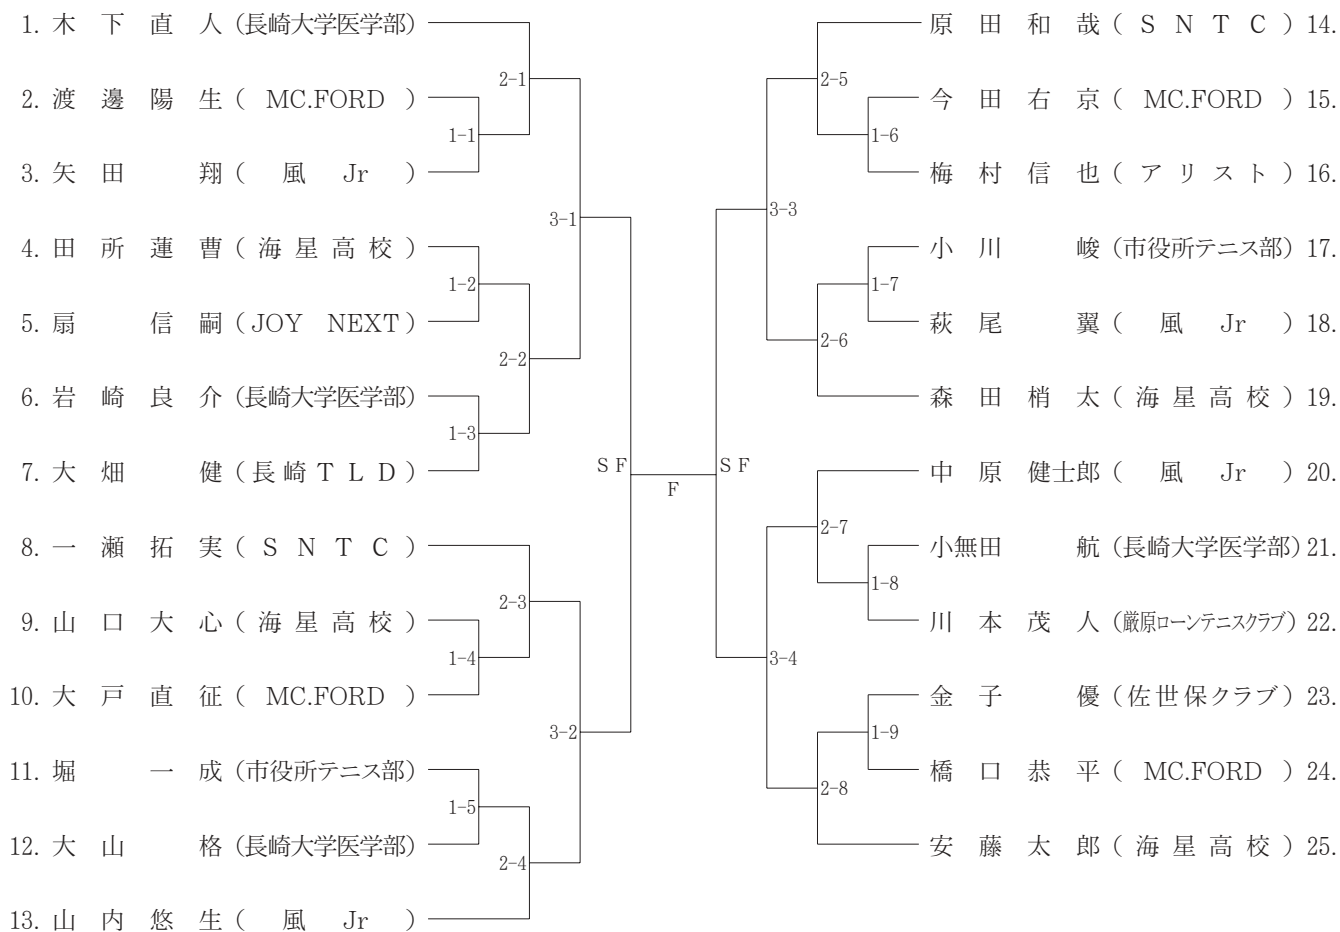 1. 木下直人 (長崎大学医学部)
2. 渡邊陽生 ( MC.FORD )
3. 矢田 翔 ( 風 Jr )
4. 田所蓮曹 ( 海星高校 )
5. 扇 信嗣 ( JOY NEXT )
6. 岩崎良介 (長崎大学医学部)
7. 大畑 健 ( 長崎TLD )
8. 一瀬拓実 ( SNTC )
9. 山口大心 ( 海星高校 )
10. 大戸直征 ( MC.FORD )
11. 堀 一成 (市役所テニス部)
12. 大山 格 (長崎大学医学部)
13. 山内悠生 ( 風 Jr )
2-1
1-1
3-1
1-2
2-2
1-3
S F
2-3
1-4
3-2
1-5
2-4
F
S F
2-5
1-6
3-3
1-7
2-6
2-7
1-8
3-4
1-9
2-8
原田和哉 ( SNTC ) 14.
今田右京 ( MC.FORD ) 15.
梅村信也 ( アリスト ) 16.
小川 峻 (市役所テニス部) 17.
萩尾 翼 ( 風 Jr ) 18.
森田梢太 ( 海星高校 ) 19.
中原健士郎 ( 風 Jr ) 20.
小無田 航 (長崎大学医学部) 21.
川本茂人 (厳原ローンテニスクラブ) 22.
金子 優 (佐世保クラブ) 23.
橋口恭平 ( MC.FORD ) 24.
安藤太郎 ( 海星高校 ) 25.